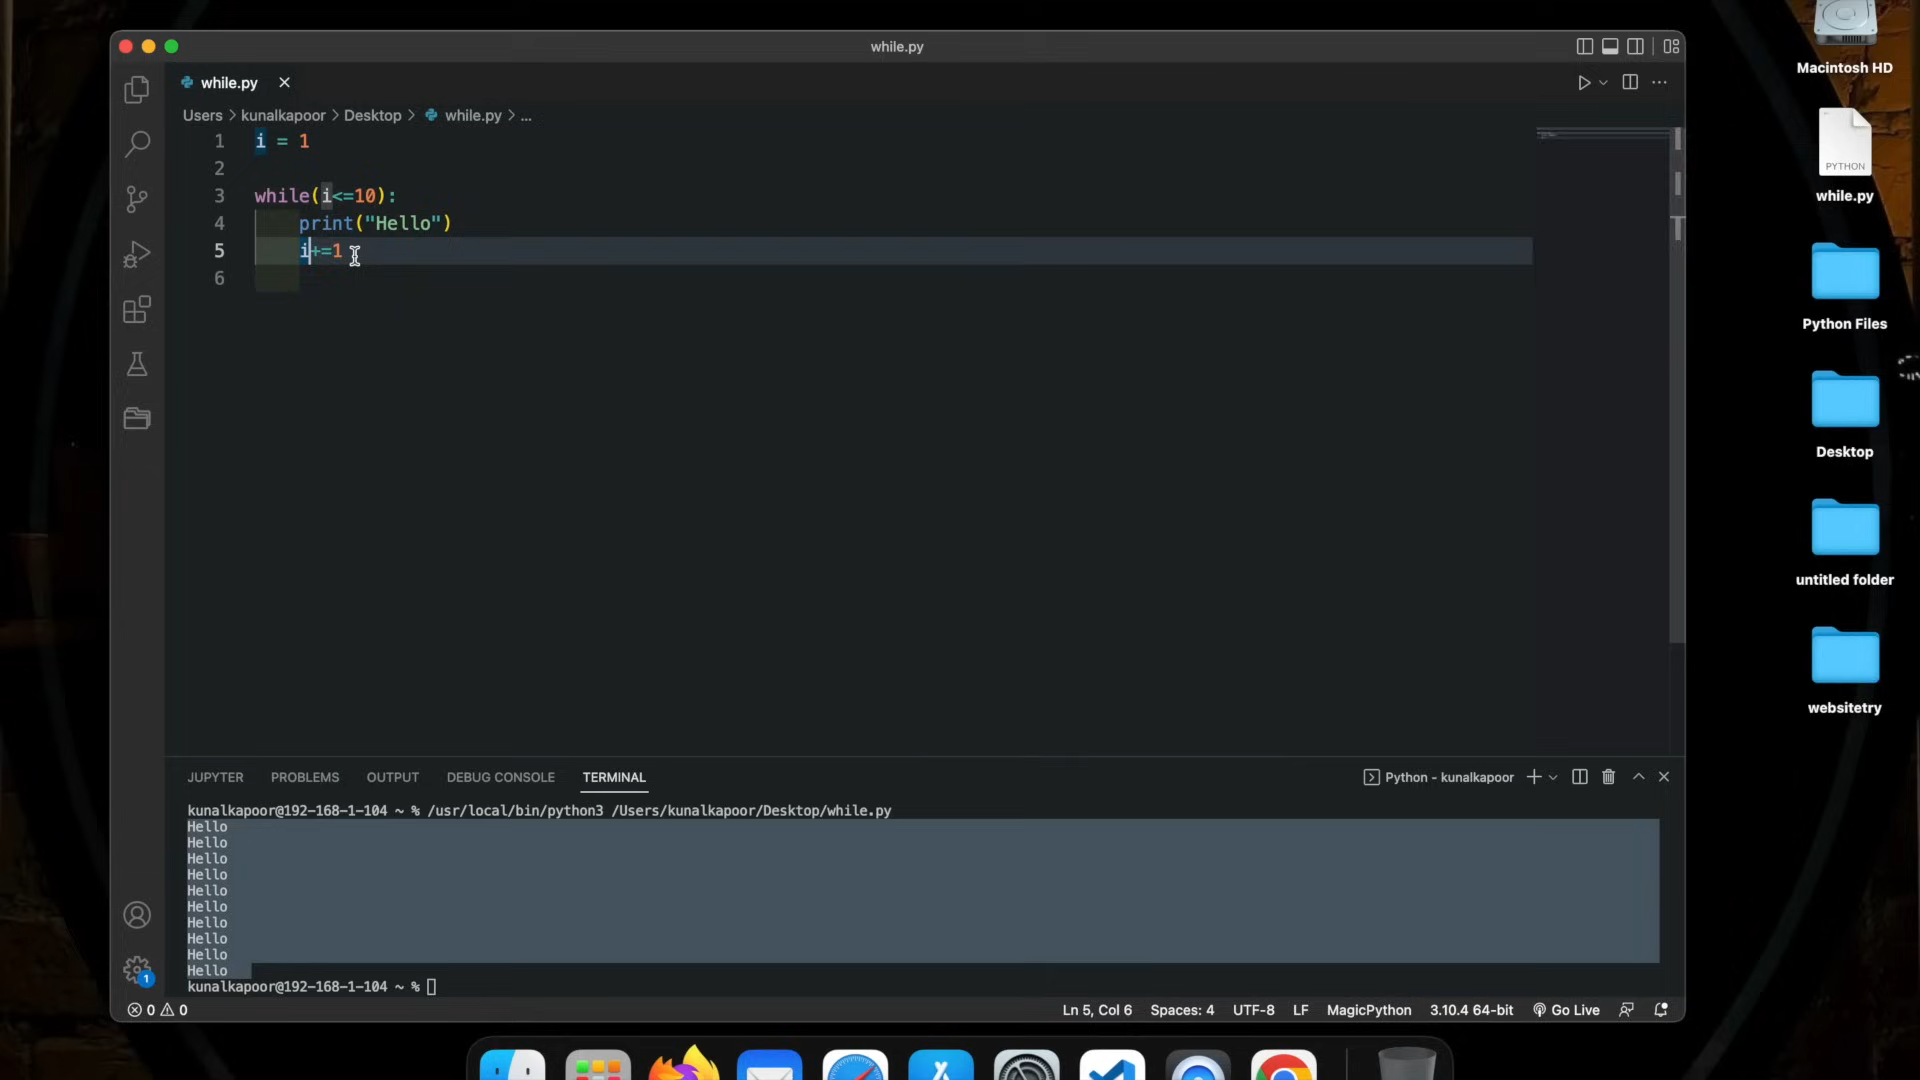 while.py
Macintosh HD
while.py
Users > kunalkapoor > Desktop > while.py > ...
1 i = 1
2
3 while(i<=10):
4 print("Hello")
5 i+=1
6
PYTHON
while.py
Python Files
Desktop
untitled folder
websitetry
JUPYTER PROBLEMS OUTPUT DEBUG CONSOLE TERMINAL Python - kunalkapoor
kunalkapoor@192-168-1-104 ~ % /usr/local/bin/python3 /Users/kunalkapoor/Desktop/while.py
Hello
Hello
Hello
Hello
Hello
Hello
Hello
Hello
Hello
Hello
kunalkapoor@192-168-1-104 ~ %
1
0 0 Ln 5, Col 6 Spaces: 4 UTF-8 LF MagicPython 3.10.4 64-bit Go Live